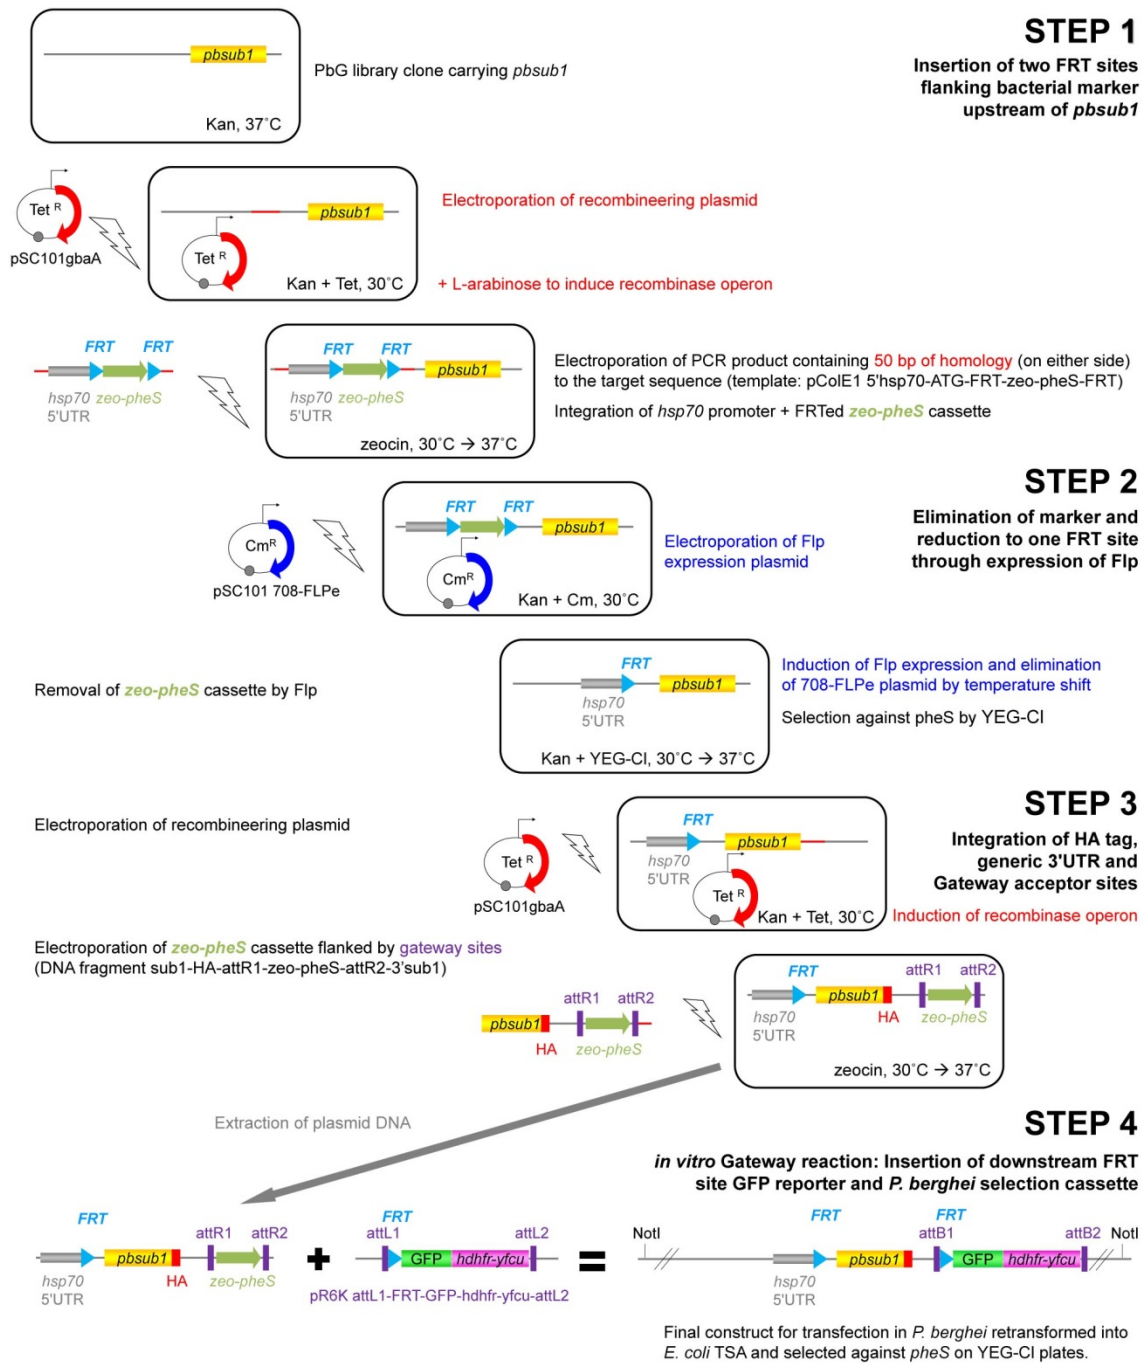 STEP 1
Insertion of two FRT sites
flanking bacterial marker
upstream of pbsub1
pbsub1
PbG library clone carrying pbsub1
Kan, 37˚C
Tet R
pSC101gbaA
pbsub1
Tet R
Kan + Tet, 30˚C
Electroporation of recombineering plasmid
+ L-arabinose to induce recombinase operon
FRT FRT
hsp70 zeo-pheS
5'UTR
FRT FRT
pbsub1
hsp70 zeo-pheS
5'UTR
zeocin, 30˚C → 37˚C
Electroporation of PCR product containing 50 bp of homology (on either side)
to the target sequence (template: pColE1 5'hsp70-ATG-FRT-zeo-pheS-FRT)
Integration of hsp70 promoter + FRTed zeo-pheS cassette
STEP 2
Elimination of marker and
reduction to one FRT site
through expression of Flp
CmR
pSC101 708-FLPe
FRT FRT
pbsub1
CmR
Kan + Cm, 30˚C
Electroporation of Flp
expression plasmid
Removal of zeo-pheS cassette by Flp
FRT
pbsub1
hsp70
5'UTR
Kan + YEG-Cl, 30˚C → 37˚C
Induction of Flp expression and elimination
of 708-FLPe plasmid by temperature shift
Selection against pheS by YEG-Cl
STEP 3
Integration of HA tag,
generic 3'UTR and
Gateway acceptor sites
Electroporation of recombineering plasmid
Tet R
pSC101gbaA
FRT
pbsub1
hsp70
5'UTR
Tet R
Kan + Tet, 30˚C
Induction of recombinase operon
Electroporation of zeo-pheS cassette flanked by gateway sites
(DNA fragment sub1-HA-attR1-zeo-pheS-attR2-3'sub1)
attR1 attR2
pbsub1
HA zeo-pheS
FRT attR1 attR2
pbsub1
hsp70 HA zeo-pheS
5'UTR
zeocin, 30˚C → 37˚C
Extraction of plasmid DNA
STEP 4
in vitro Gateway reaction: Insertion of downstream FRT
site GFP reporter and P. berghei selection cassette
FRT attR1 attR2
pbsub1
hsp70 HA zeo-pheS
5'UTR
+
FRT
attL1 attL2
GFP hdhfr-yfcu
pR6K attL1-FRT-GFP-hdhfr-yfcu-attL2
=
FRT FRT
NotI attB1 attB2 NotI
pbsub1 GFP hdhfr-yfcu
hsp70
5'UTR
Final construct for transfection in P. berghei retransformed into
E. coli TSA and selected against pheS on YEG-Cl plates.